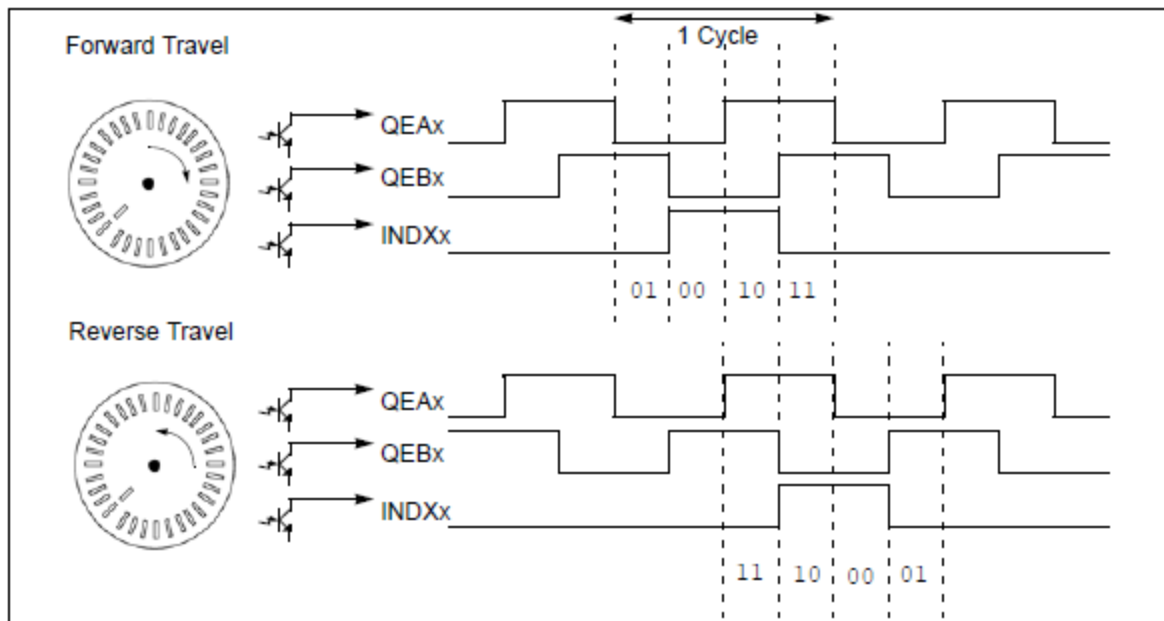 1 Cycle
Forward Travel
QEAx
QEBx
INDXx
01 00 10 11
Reverse Travel
QEAx
QEBx
INDXx
11 10 00 01